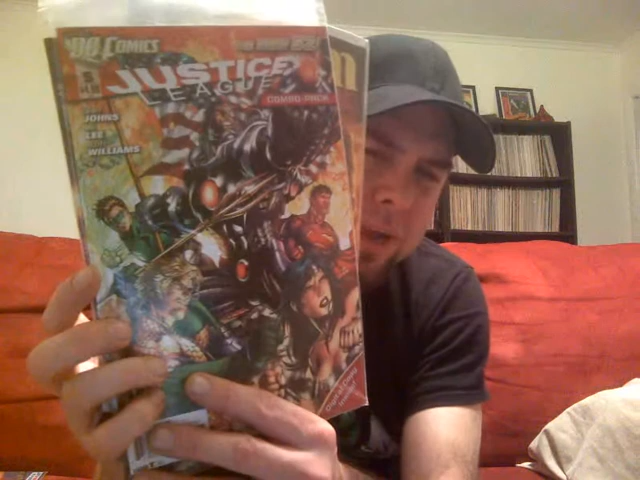 DC COMICS THE NEW 52
JUSTICE
LEAGUE
COMBO-PACK
JOHNS
LEE
WILLIAMS